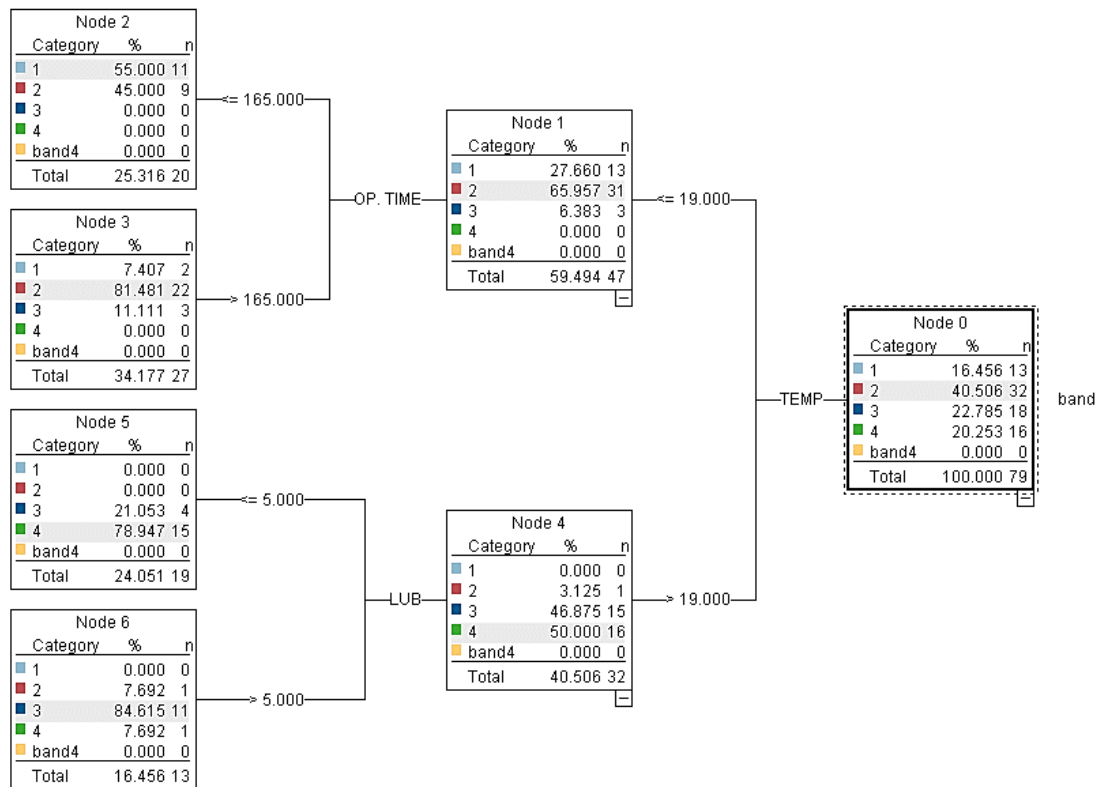 Node 2
Category % n
1 55.000 11
2 45.000 9
3 0.000 0
4 0.000 0
band4 0.000 0
Total 25.316 20
<= 165.000
Node 3
Category % n
1 7.407 2
2 81.481 22
3 11.111 3
4 0.000 0
band4 0.000 0
Total 34.177 27
> 165.000
OP. TIME
Node 1
Category % n
1 27.660 13
2 65.957 31
3 6.383 3
4 0.000 0
band4 0.000 0
Total 59.494 47
<= 19.000
Node 5
Category % n
1 0.000 0
2 0.000 0
3 21.053 4
4 78.947 15
band4 0.000 0
Total 24.051 19
<= 5.000
Node 6
Category % n
1 0.000 0
2 7.692 1
3 84.615 11
4 7.692 1
band4 0.000 0
Total 16.456 13
> 5.000
LUB
Node 4
Category % n
1 0.000 0
2 3.125 1
3 46.875 15
4 50.000 16
band4 0.000 0
Total 40.506 32
> 19.000
TEMP
Node 0
Category % n
1 16.456 13
2 40.506 32
3 22.785 18
4 20.253 16
band4 0.000 0
Total 100.000 79
band